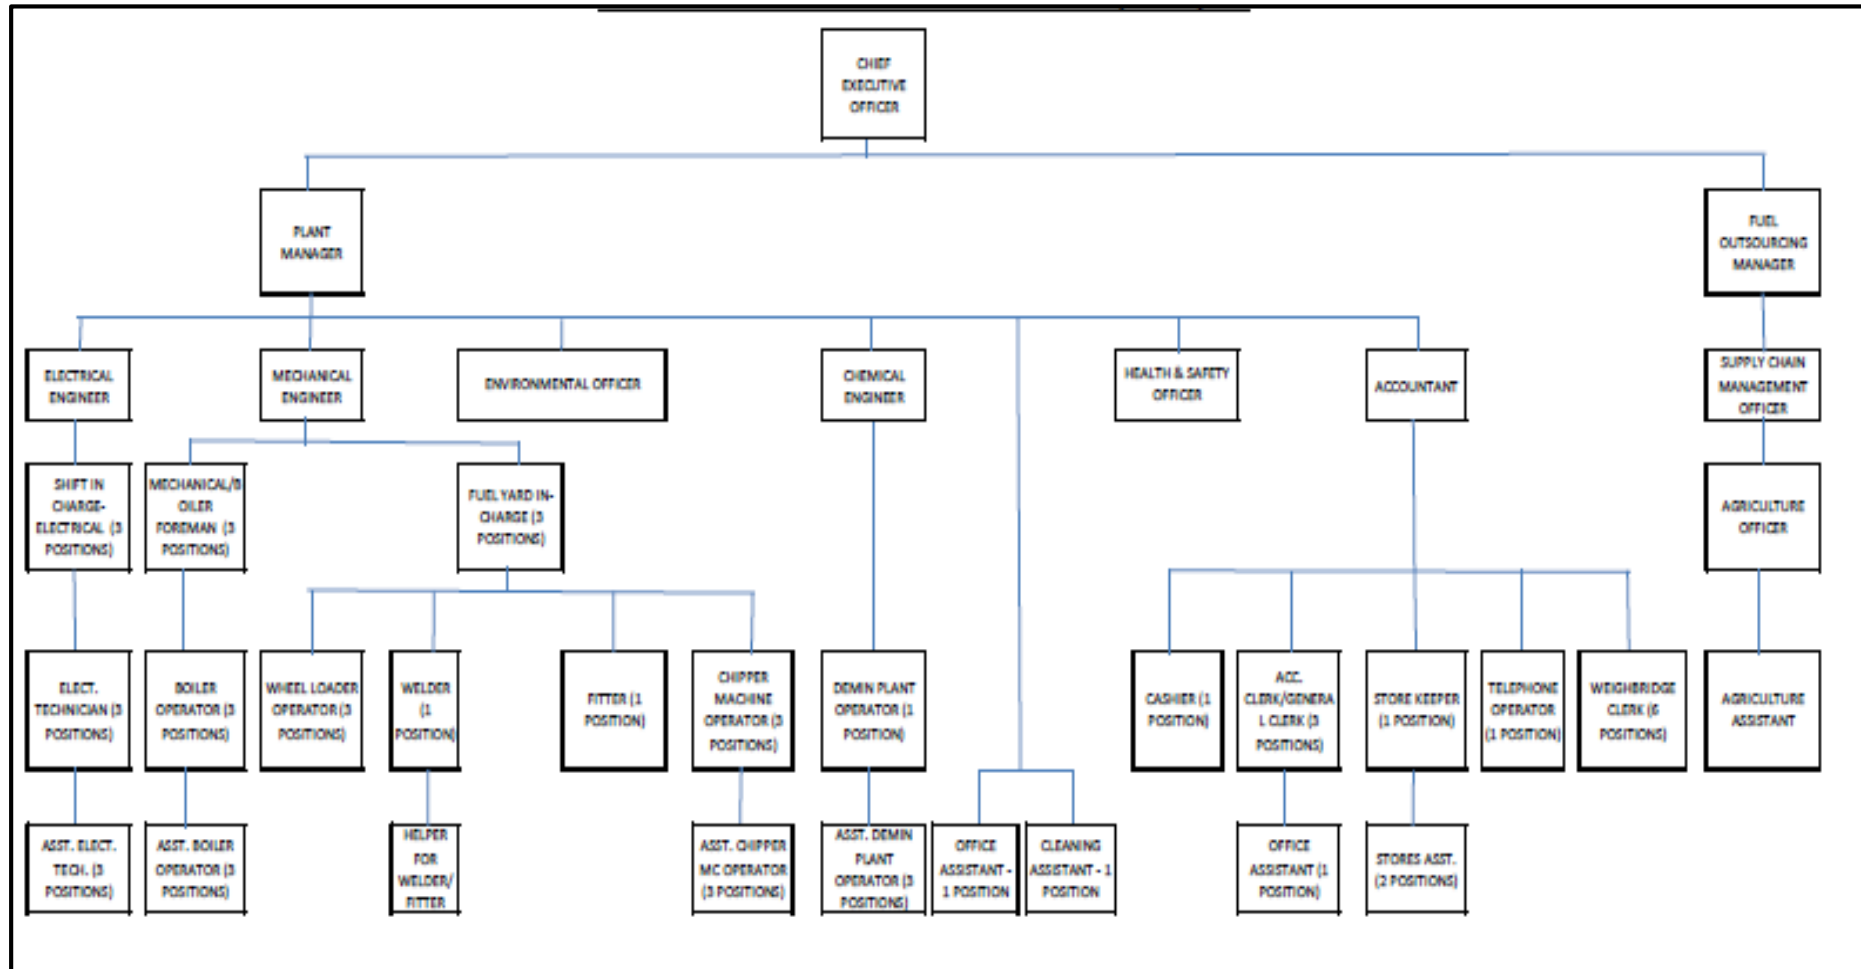 CHIEF
EXECUTIVE
OFFICER
PLANT
MANAGER
FUEL
OUTSOURCING
MANAGER
ELECTRICAL
ENGINEER
MECHANICAL
ENGINEER
ENVIRONMENTAL OFFICER
CHEMICAL
ENGINEER
HEALTH & SAFETY
OFFICER
ACCOUNTANT
SUPPLY CHAIN
MANAGEMENT
OFFICER
SHIFT IN
CHARGE-
ELECTRICAL (3
POSITIONS)
MECHANICAL/B
OILER
FOREMAN (3
POSITIONS)
FUEL YARD IN-
CHARGE (3
POSITIONS)
AGRICULTURE
OFFICER
ELECT.
TECHNICIAN (3
POSITIONS)
BOILER
OPERATOR (3
POSITIONS)
WHEEL LOADER
OPERATOR (3
POSITIONS)
WELDER
(1
POSITION)
FITTER (1
POSITION)
CHIPPER
MACHINE
OPERATOR (3
POSITIONS)
DEMIN PLANT
OPERATOR (1
POSITION)
CASHIER (1
POSITION)
ACC.
CLERK/GENERA
L CLERK (3
POSITIONS)
STORE KEEPER
(1 POSITION)
TELEPHONE
OPERATOR
(1 POSITION)
WEIGHBRIDGE
CLERK (6
POSITIONS)
AGRICULTURE
ASSISTANT
ASST. ELECT.
TECH. (3
POSITIONS)
ASST. BOILER
OPERATOR (3
POSITIONS)
HELPER
FOR
WELDER/
FITTER
ASST. CHIPPER
MC OPERATOR
(3 POSITIONS)
ASST. DEMIN
PLANT
OPERATOR (3
POSITIONS)
OFFICE
ASSISTANT -
1 POSITION
CLEANING
ASSISTANT - 1
POSITION
OFFICE
ASSISTANT (1
POSITION)
STORES ASST.
(2 POSITIONS)